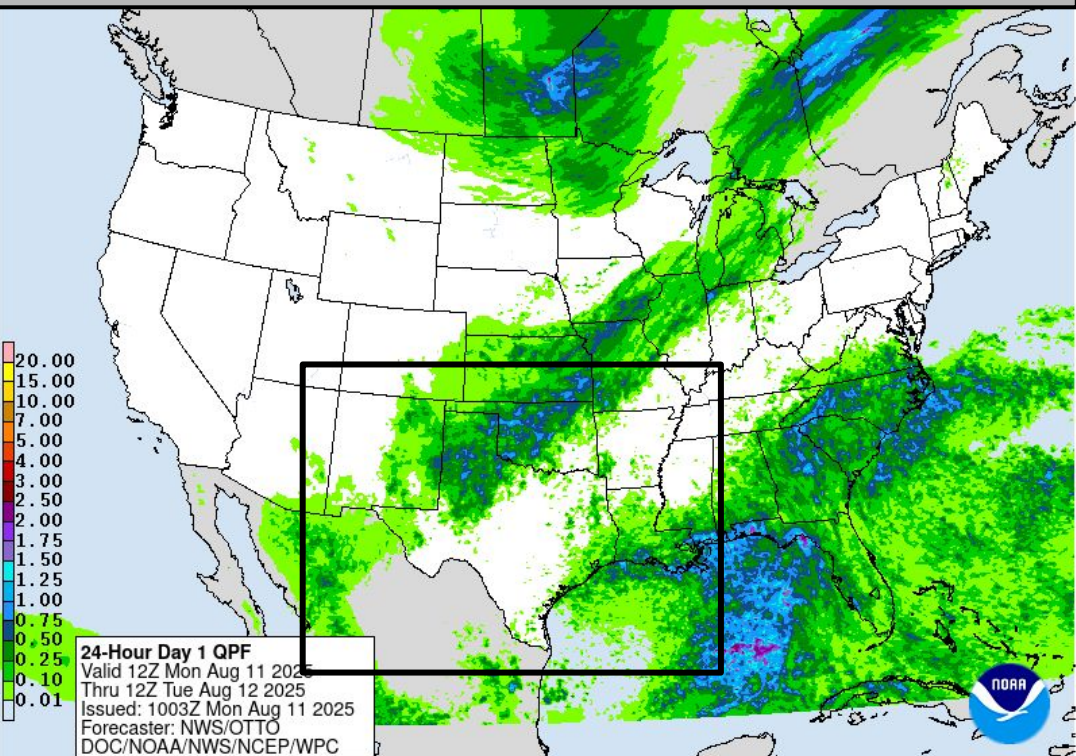 20.00
15.00
10.00
7.00
5.00
4.00
3.00
2.50
2.00
1.75
1.50
1.25
1.00
0.75
0.50
0.25
0.10
0.01
24-Hour Day 1 QPF
Valid 12Z Mon Aug 11 2025
Thru 12Z Tue Aug 12 2025
Issued: 1003Z Mon Aug 11 2025
Forecaster: NWS/OTTO
DOC/NOAA/NWS/NCEP/WPC
NOAA